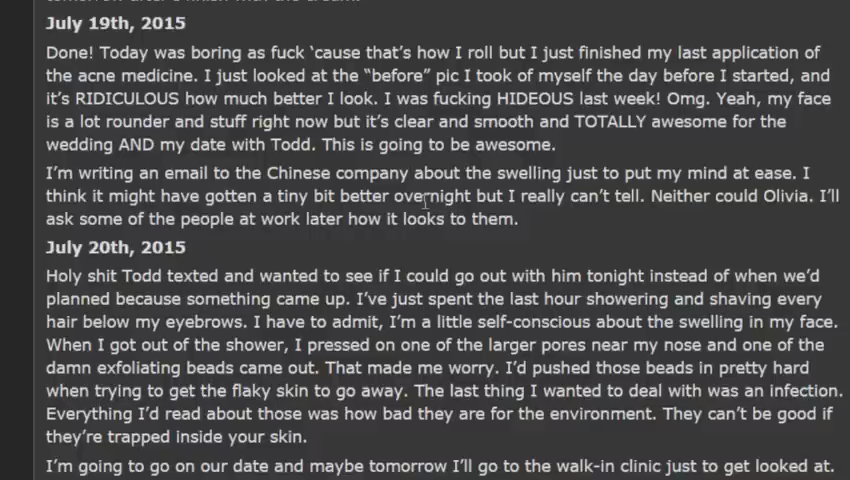 July 19th, 2015
Done! Today was boring as fuck ‘cause that’s how I roll but I just finished my last application of
the acne medicine. I just looked at the “before” pic I took of myself the day before I started, and
it’s RIDICULOUS how much better I look. I was fucking HIDEOUS last week! Omg. Yeah, my face
is a lot rounder and stuff right now but it’s clear and smooth and TOTALLY awesome for the
wedding AND my date with Todd. This is going to be awesome.
I’m writing an email to the Chinese company about the swelling just to put my mind at ease. I
think it might have gotten a tiny bit better overnight but I really can’t tell. Neither could Olivia. I’ll
ask some of the people at work later how it looks to them.
July 20th, 2015
Holy shit Todd texted and wanted to see if I could go out with him tonight instead of when we’d
planned because something came up. I’ve just spent the last hour showering and shaving every
hair below my eyebrows. I have to admit, I’m a little self-conscious about the swelling in my face.
When I got out of the shower, I pressed on one of the larger pores near my nose and one of the
damn exfoliating beads came out. That made me worry. I’d pushed those beads in pretty hard
when trying to get the flaky skin to go away. The last thing I wanted to deal with was an infection.
Everything I’d read about those was how bad they are for the environment. They can’t be good if
they’re trapped inside your skin.
I’m going to go on our date and maybe tomorrow I’ll go to the walk-in clinic just to get looked at.